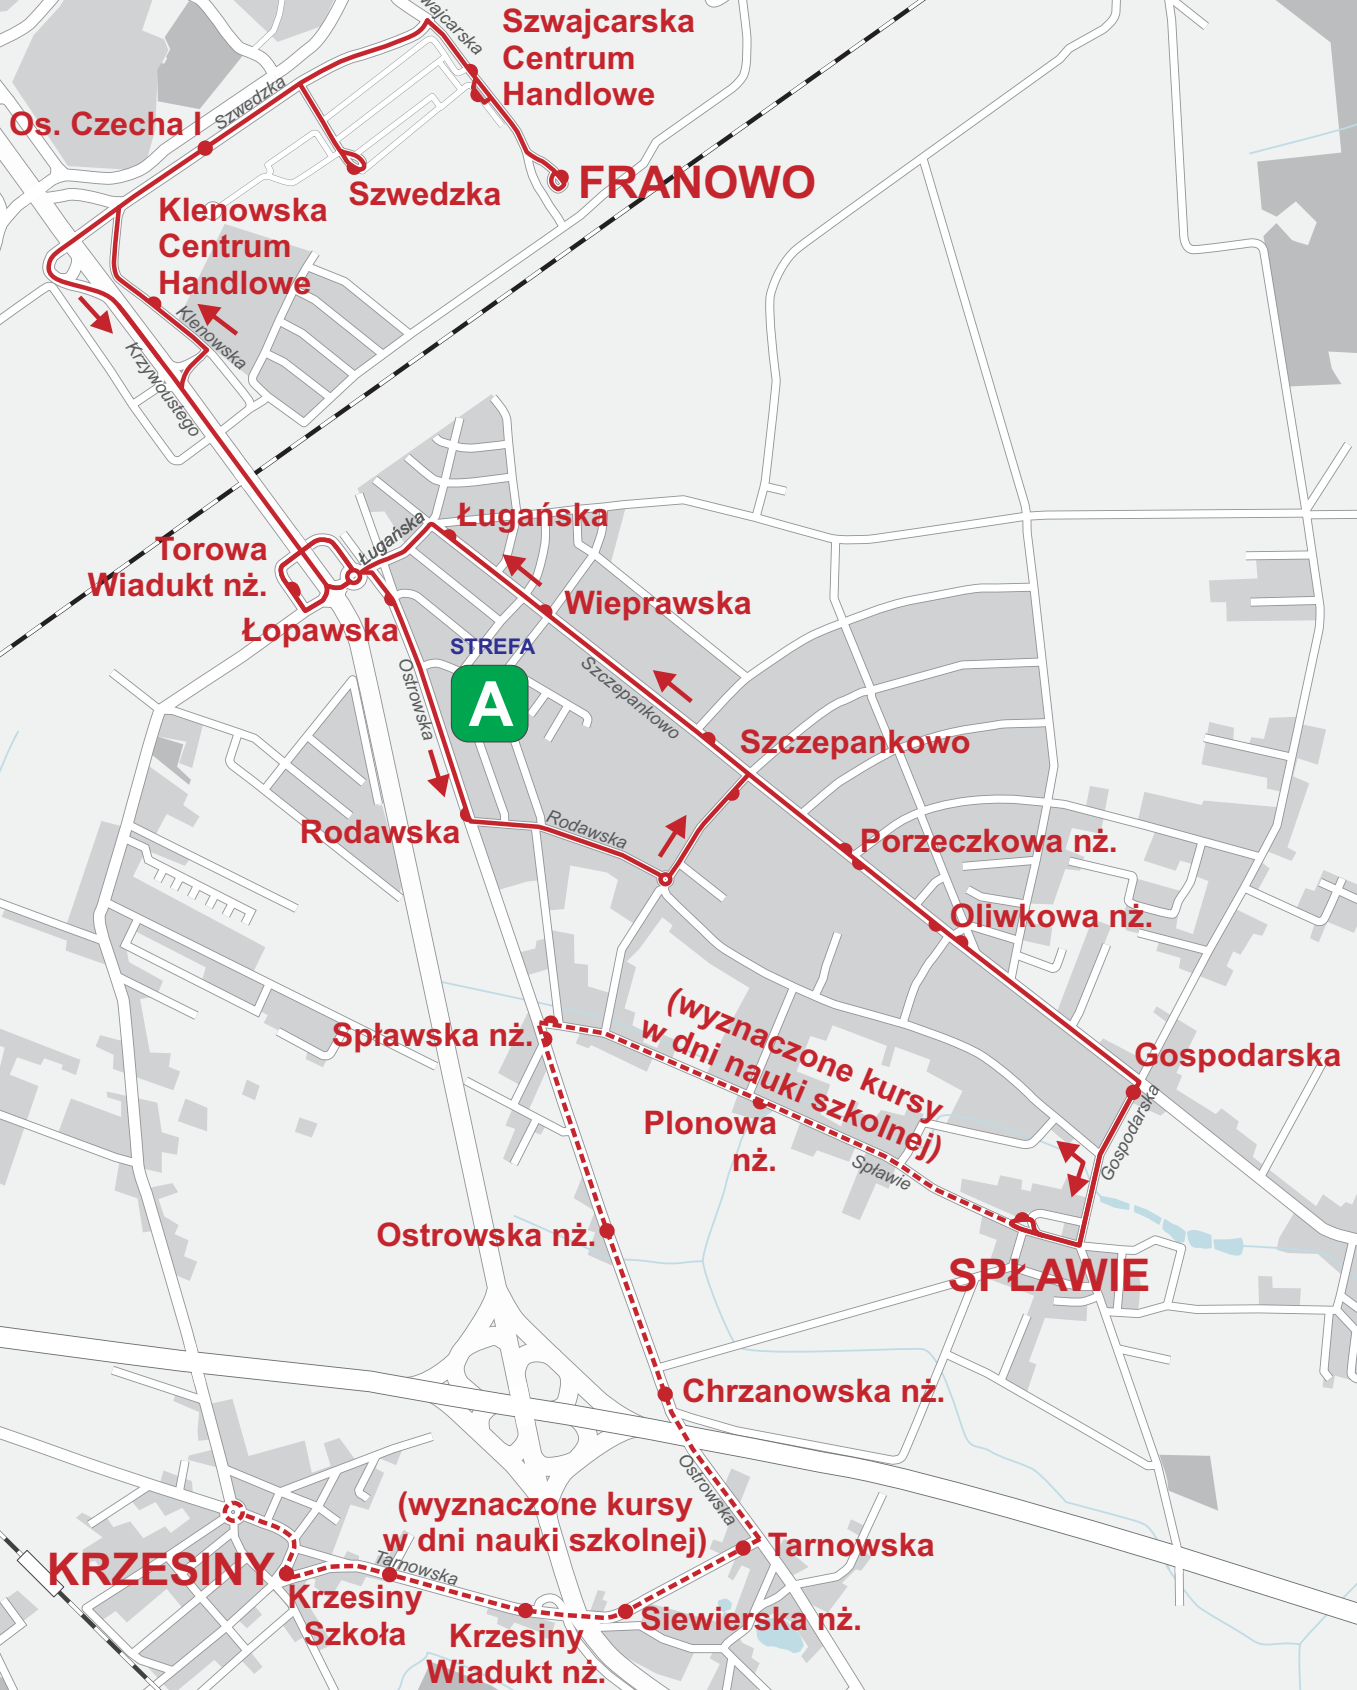 wajcarska
Szwajcarska
Centrum
Handlowe
Szwedzka
Os. Czecha I
FRANOWO
Szwedzka
Klenowska
Centrum
Handlowe
Klenowska
Krzywoustego
Ługańska
Ługańska
Torowa
Wiadukt nż.
Wieprawska
Łopawska
STREFA
A
Ostrowska
Szczepankowo
Szczepankowo
Rodawska
Rodawska
Porzeczkowa nż.
Oliwkowa nż.
(wyznaczone kursy
w dni nauki szkolnej)
Spławska nż.
Gospodarska
Gospodarska
Plonowa
nż.
Spławie
Ostrowska nż.
SPŁAWIE
Chrzanowska nż.
Ostrowska
(wyznaczone kursy
w dni nauki szkolnej)
Tarnowska
KRZESINY
Tarnowska
Krzesiny
Szkoła
Siewierska nż.
Krzesiny
Wiadukt nż.